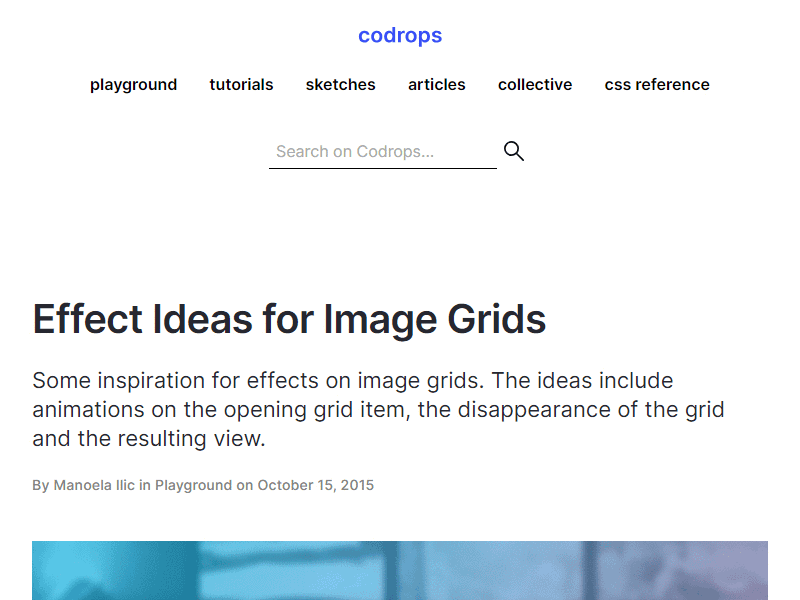 codrops
playground tutorials sketches articles collective css reference
Search on Codrops...
Effect Ideas for Image Grids
Some inspiration for effects on image grids. The ideas include
animations on the opening grid item, the disappearance of the grid
and the resulting view.
By Manoela Ilic in Playground on October 15, 2015